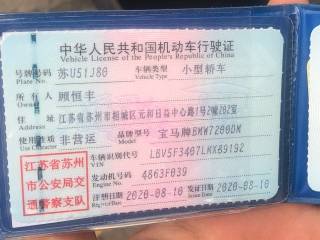 中华人民共和国机动车行驶证
Vehicle License of the People's Republic of China
号牌号码 苏U51J80 车辆类型 小型轿车
Plate No. Vehicle Type
所有人 顾恒丰
Owner
住址 江苏省苏州市相城区元和日益中心路1号2幢202室
Address
使用性质 非营运 品牌型号 宝马牌BMW7200DM
Use Character Model
江苏省苏州
市公安局交
通警察支队
车辆识别代号 LBV5F3407LMX69192
VIN
发动机号码 4863F039
Engine No.
注册日期 2020-08-10 发证日期 2020-08-10
Register Date Issue Date